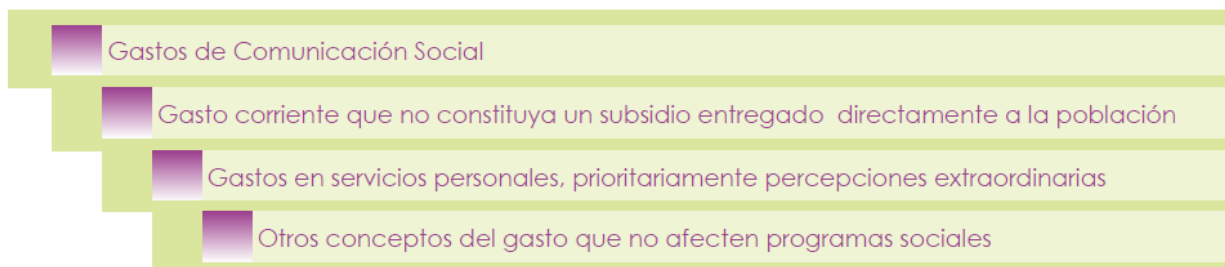 Gastos de Comunicación Social
Gasto corriente que no constituya un subsidio entregado directamente a la población
Gastos en servicios personales, prioritariamente percepciones extraordinarias
Otros conceptos del gasto que no afecten programas sociales